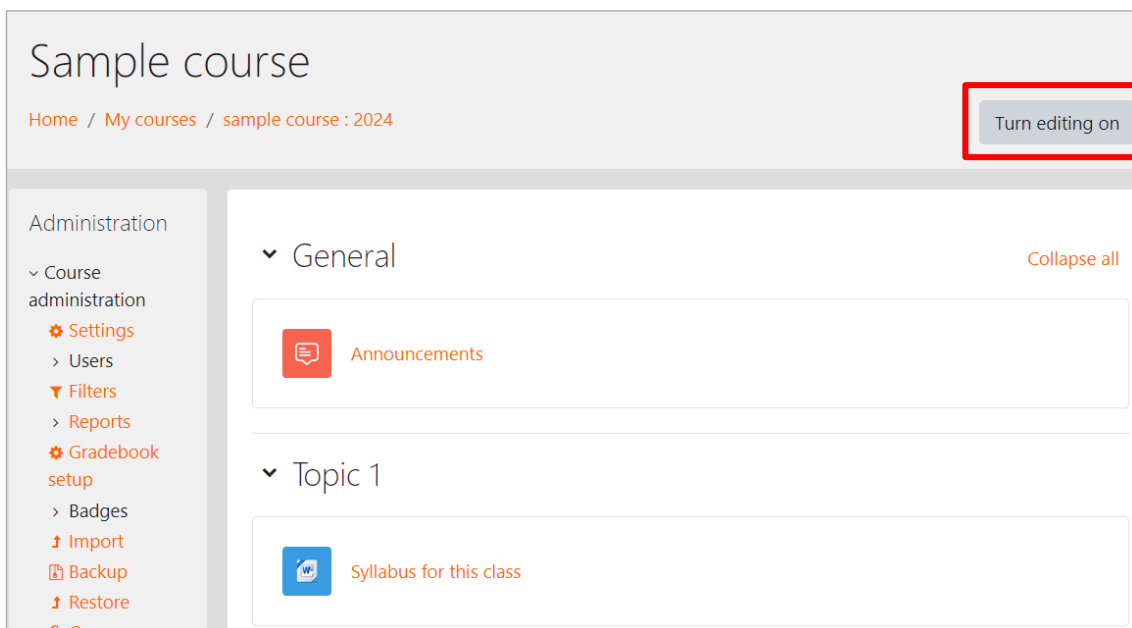 Sample course
Home / My courses / sample course : 2024
Turn editing on
Administration
Course
administration
Settings
Users
Filters
Reports
Gradebook
setup
Badges
Import
Backup
Restore
General
Collapse all
Announcements
Topic 1
Syllabus for this class